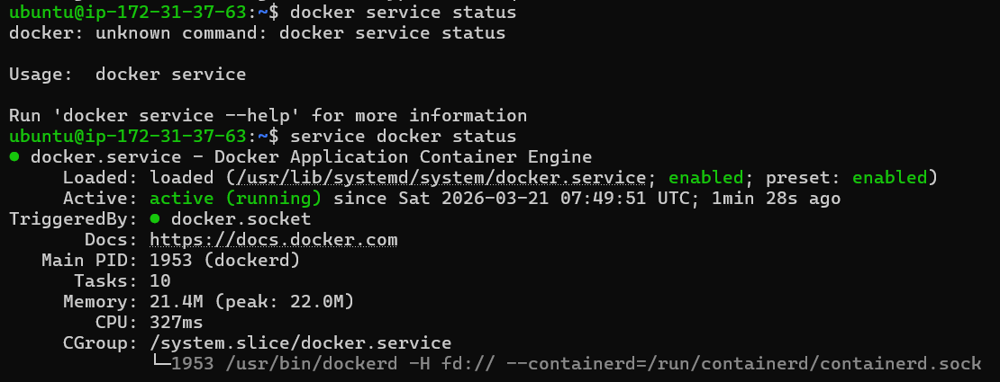 ubuntu@ip-172-31-37-63:~$ docker service status
docker: unknown command: docker service status
Usage:  docker service
Run 'docker service --help' for more information
ubuntu@ip-172-31-37-63:~$ service docker status
● docker.service - Docker Application Container Engine
Loaded: loaded (/usr/lib/systemd/system/docker.service; enabled; preset: enabled)
Active: active (running) since Sat 2026-03-21 07:49:51 UTC; 1min 28s ago
TriggeredBy: ● docker.socket
Docs: https://docs.docker.com
Main PID: 1953 (dockerd)
Tasks: 10
Memory: 21.4M (peak: 22.0M)
CPU: 327ms
CGroup: /system.slice/docker.service
└─1953 /usr/bin/dockerd -H fd:// --containerd=/run/containerd/containerd.sock